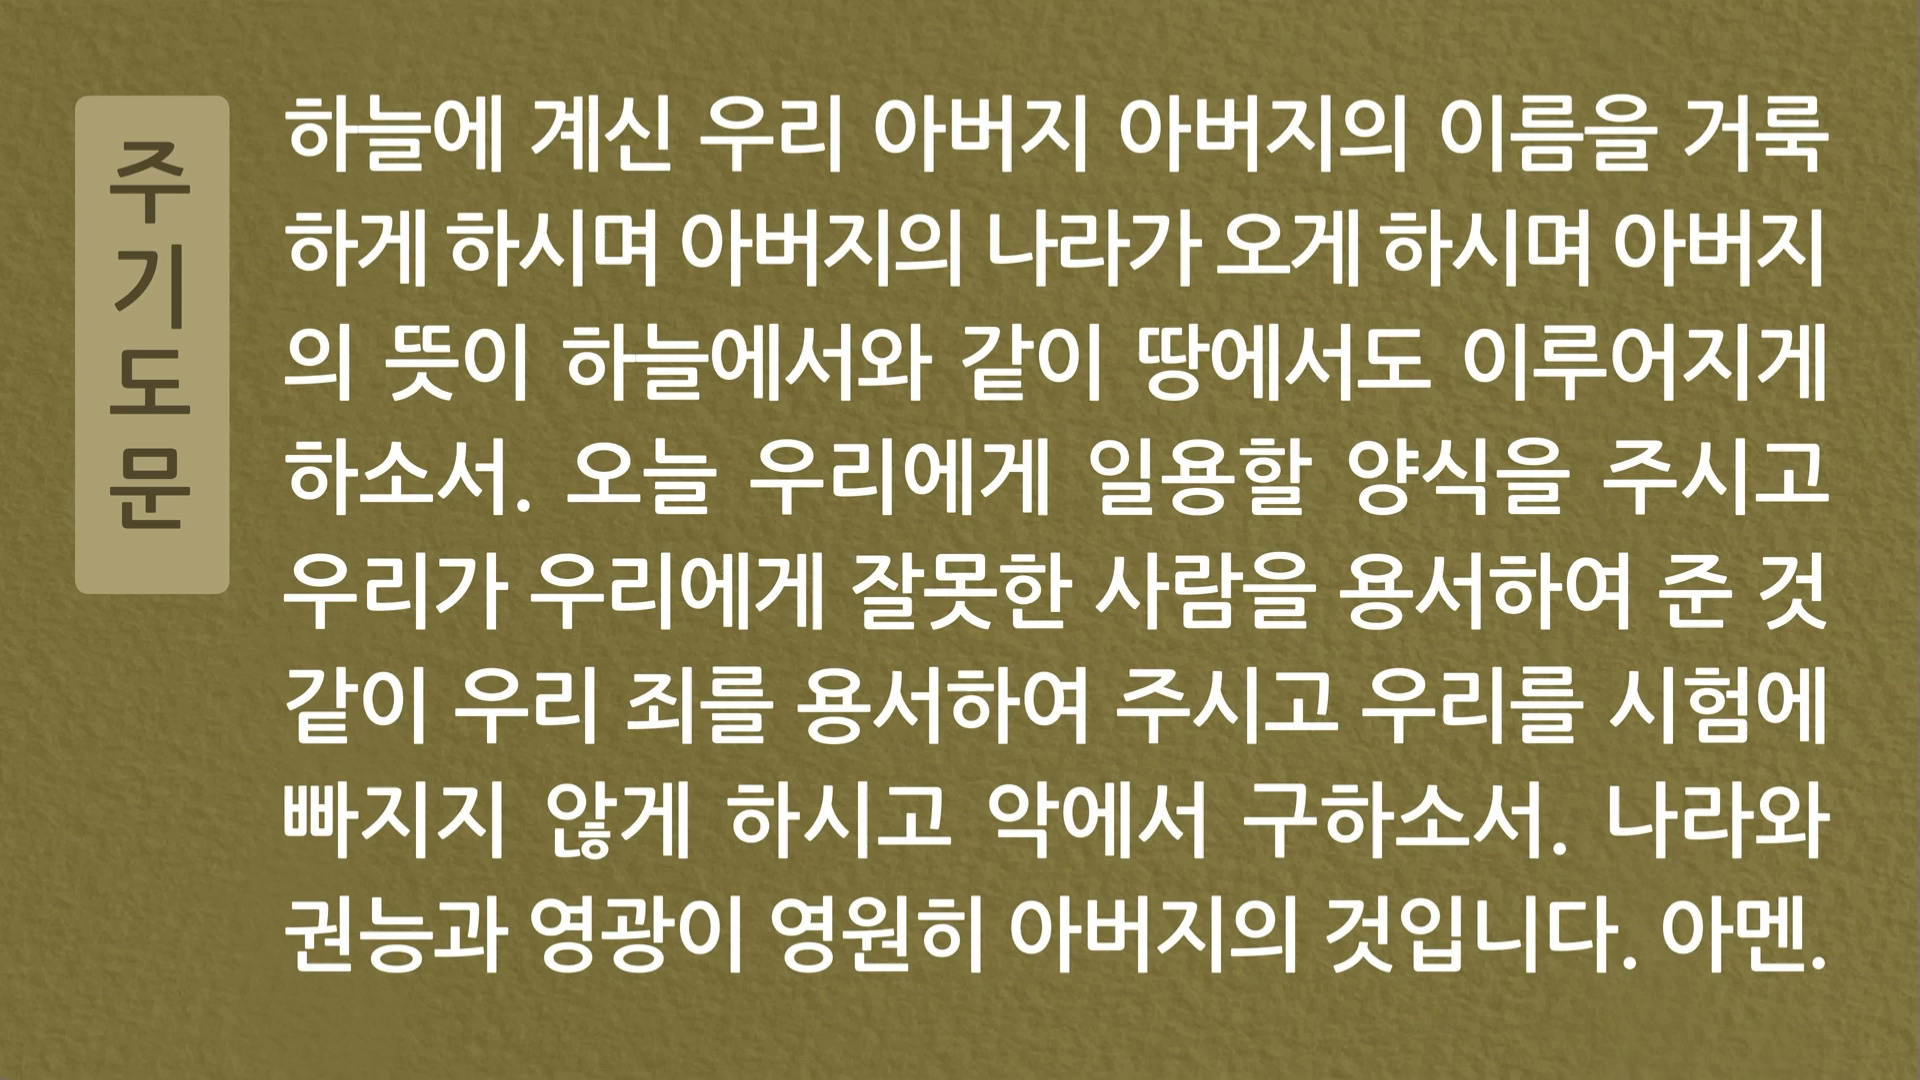 주기도문
하늘에 계신 우리 아버지 아버지의 이름을 거룩
하게 하시며 아버지의 나라가 오게 하시며 아버지
의 뜻이 하늘에서와 같이 땅에서도 이루어지게
하소서. 오늘 우리에게 일용할 양식을 주시고
우리가 우리에게 잘못한 사람을 용서하여 준 것
같이 우리 죄를 용서하여 주시고 우리를 시험에
빠지지 않게 하시고 악에서 구하소서. 나라와
권능과 영광이 영원히 아버지의 것입니다. 아멘.